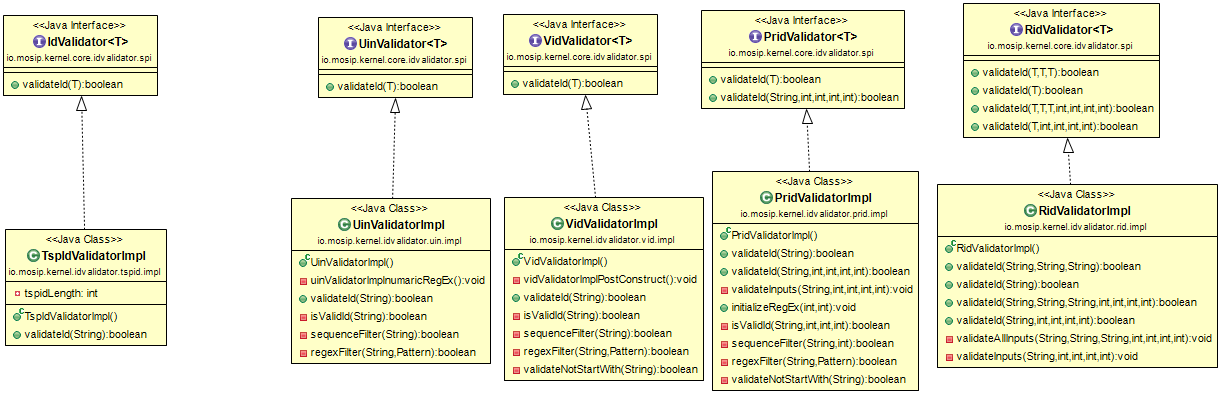 <<Java Interface>>
IdValidator<T>
io.mosip.kernel.core.idvalidator.spi
validateId(T):boolean
<<Java Class>>
TspIdValidatorImpl
io.mosip.kernel.idvalidator.tspid.impl
tspidLength: int
TspIdValidatorImpl()
validateId(String):boolean
<<Java Interface>>
UinValidator<T>
io.mosip.kernel.core.idvalidator.spi
validateId(T):boolean
<<Java Class>>
UinValidatorImpl
io.mosip.kernel.idvalidator.uin.impl
UinValidatorImpl()
uinValidatorImplnumaricRegEx():void
validateId(String):boolean
isValidId(String):boolean
sequenceFilter(String):boolean
regexFilter(String,Pattern):boolean
<<Java Interface>>
VidValidator<T>
io.mosip.kernel.core.idvalidator.spi
validateId(T):boolean
<<Java Class>>
VidValidatorImpl
io.mosip.kernel.idvalidator.vid.impl
VidValidatorImpl()
vidValidatorImplPostConstruct():void
validateId(String):boolean
isValidId(String):boolean
sequenceFilter(String):boolean
regexFilter(String,Pattern):boolean
validateNotStartWith(String):boolean
<<Java Interface>>
PridValidator<T>
io.mosip.kernel.core.idvalidator.spi
validateId(T):boolean
validateId(String,int,int,int,int):boolean
<<Java Class>>
PridValidatorImpl
io.mosip.kernel.idvalidator.prid.impl
PridValidatorImpl()
validateId(String):boolean
validateId(String,int,int,int,int):boolean
validateInputs(String,int,int,int,int):void
initializeRegEx(int,int):void
isValidId(String,int,int,int):boolean
sequenceFilter(String,int):boolean
regexFilter(String,Pattern):boolean
validateNotStartWith(String):boolean
<<Java Interface>>
RidValidator<T>
io.mosip.kernel.core.idvalidator.spi
validateId(T,T,T):boolean
validateId(T):boolean
validateId(T,T,T,int,int,int,int):boolean
validateId(T,int,int,int,int):boolean
<<Java Class>>
RidValidatorImpl
io.mosip.kernel.idvalidator.rid.impl
RidValidatorImpl()
validateId(String,String,String):boolean
validateId(String):boolean
validateId(String,String,String,int,int,int,int):boolean
validateId(String,int,int,int,int):boolean
validateAllInputs(String,String,String,int,int,int,int):void
validateInputs(String,int,int,int,int):void